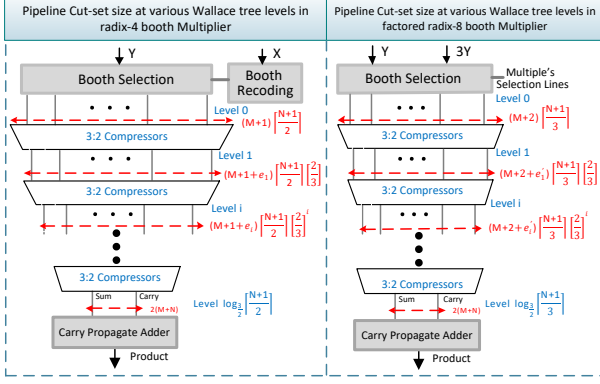 Pipeline Cut-set size at various Wallace tree levels in
radix-4 booth Multiplier
Y
X
Booth Selection
Booth
Recoding
Level 0
(M+1)⌈N+1/2⌉
3:2 Compressors
Level 1
(M+1+e₁)⌈N+1/2⌉⌈2/3⌉
3:2 Compressors
Level i
(M+1+eᵢ)⌈N+1/2⌉⌈2/3⌉ⁱ
3:2 Compressors
Sum
Carry
2(M+N)
Level log₃⁄₂⌈N+1/2⌉
Carry Propagate Adder
Product
Pipeline Cut-set size at various Wallace tree levels in
factored radix-8 booth Multiplier
Y
3Y
Booth Selection
Multiple's
Selection Lines
Level 0
(M+2)⌈N+1/3⌉
3:2 Compressors
Level 1
(M+2+e₁′)⌈N+1/3⌉⌈2/3⌉
3:2 Compressors
Level i
(M+2+eᵢ′)⌈N+1/3⌉⌈2/3⌉ⁱ
3:2 Compressors
Sum
Carry
2(M+N)
Level log₃⁄₂⌈N+1/3⌉
Carry Propagate Adder
Product